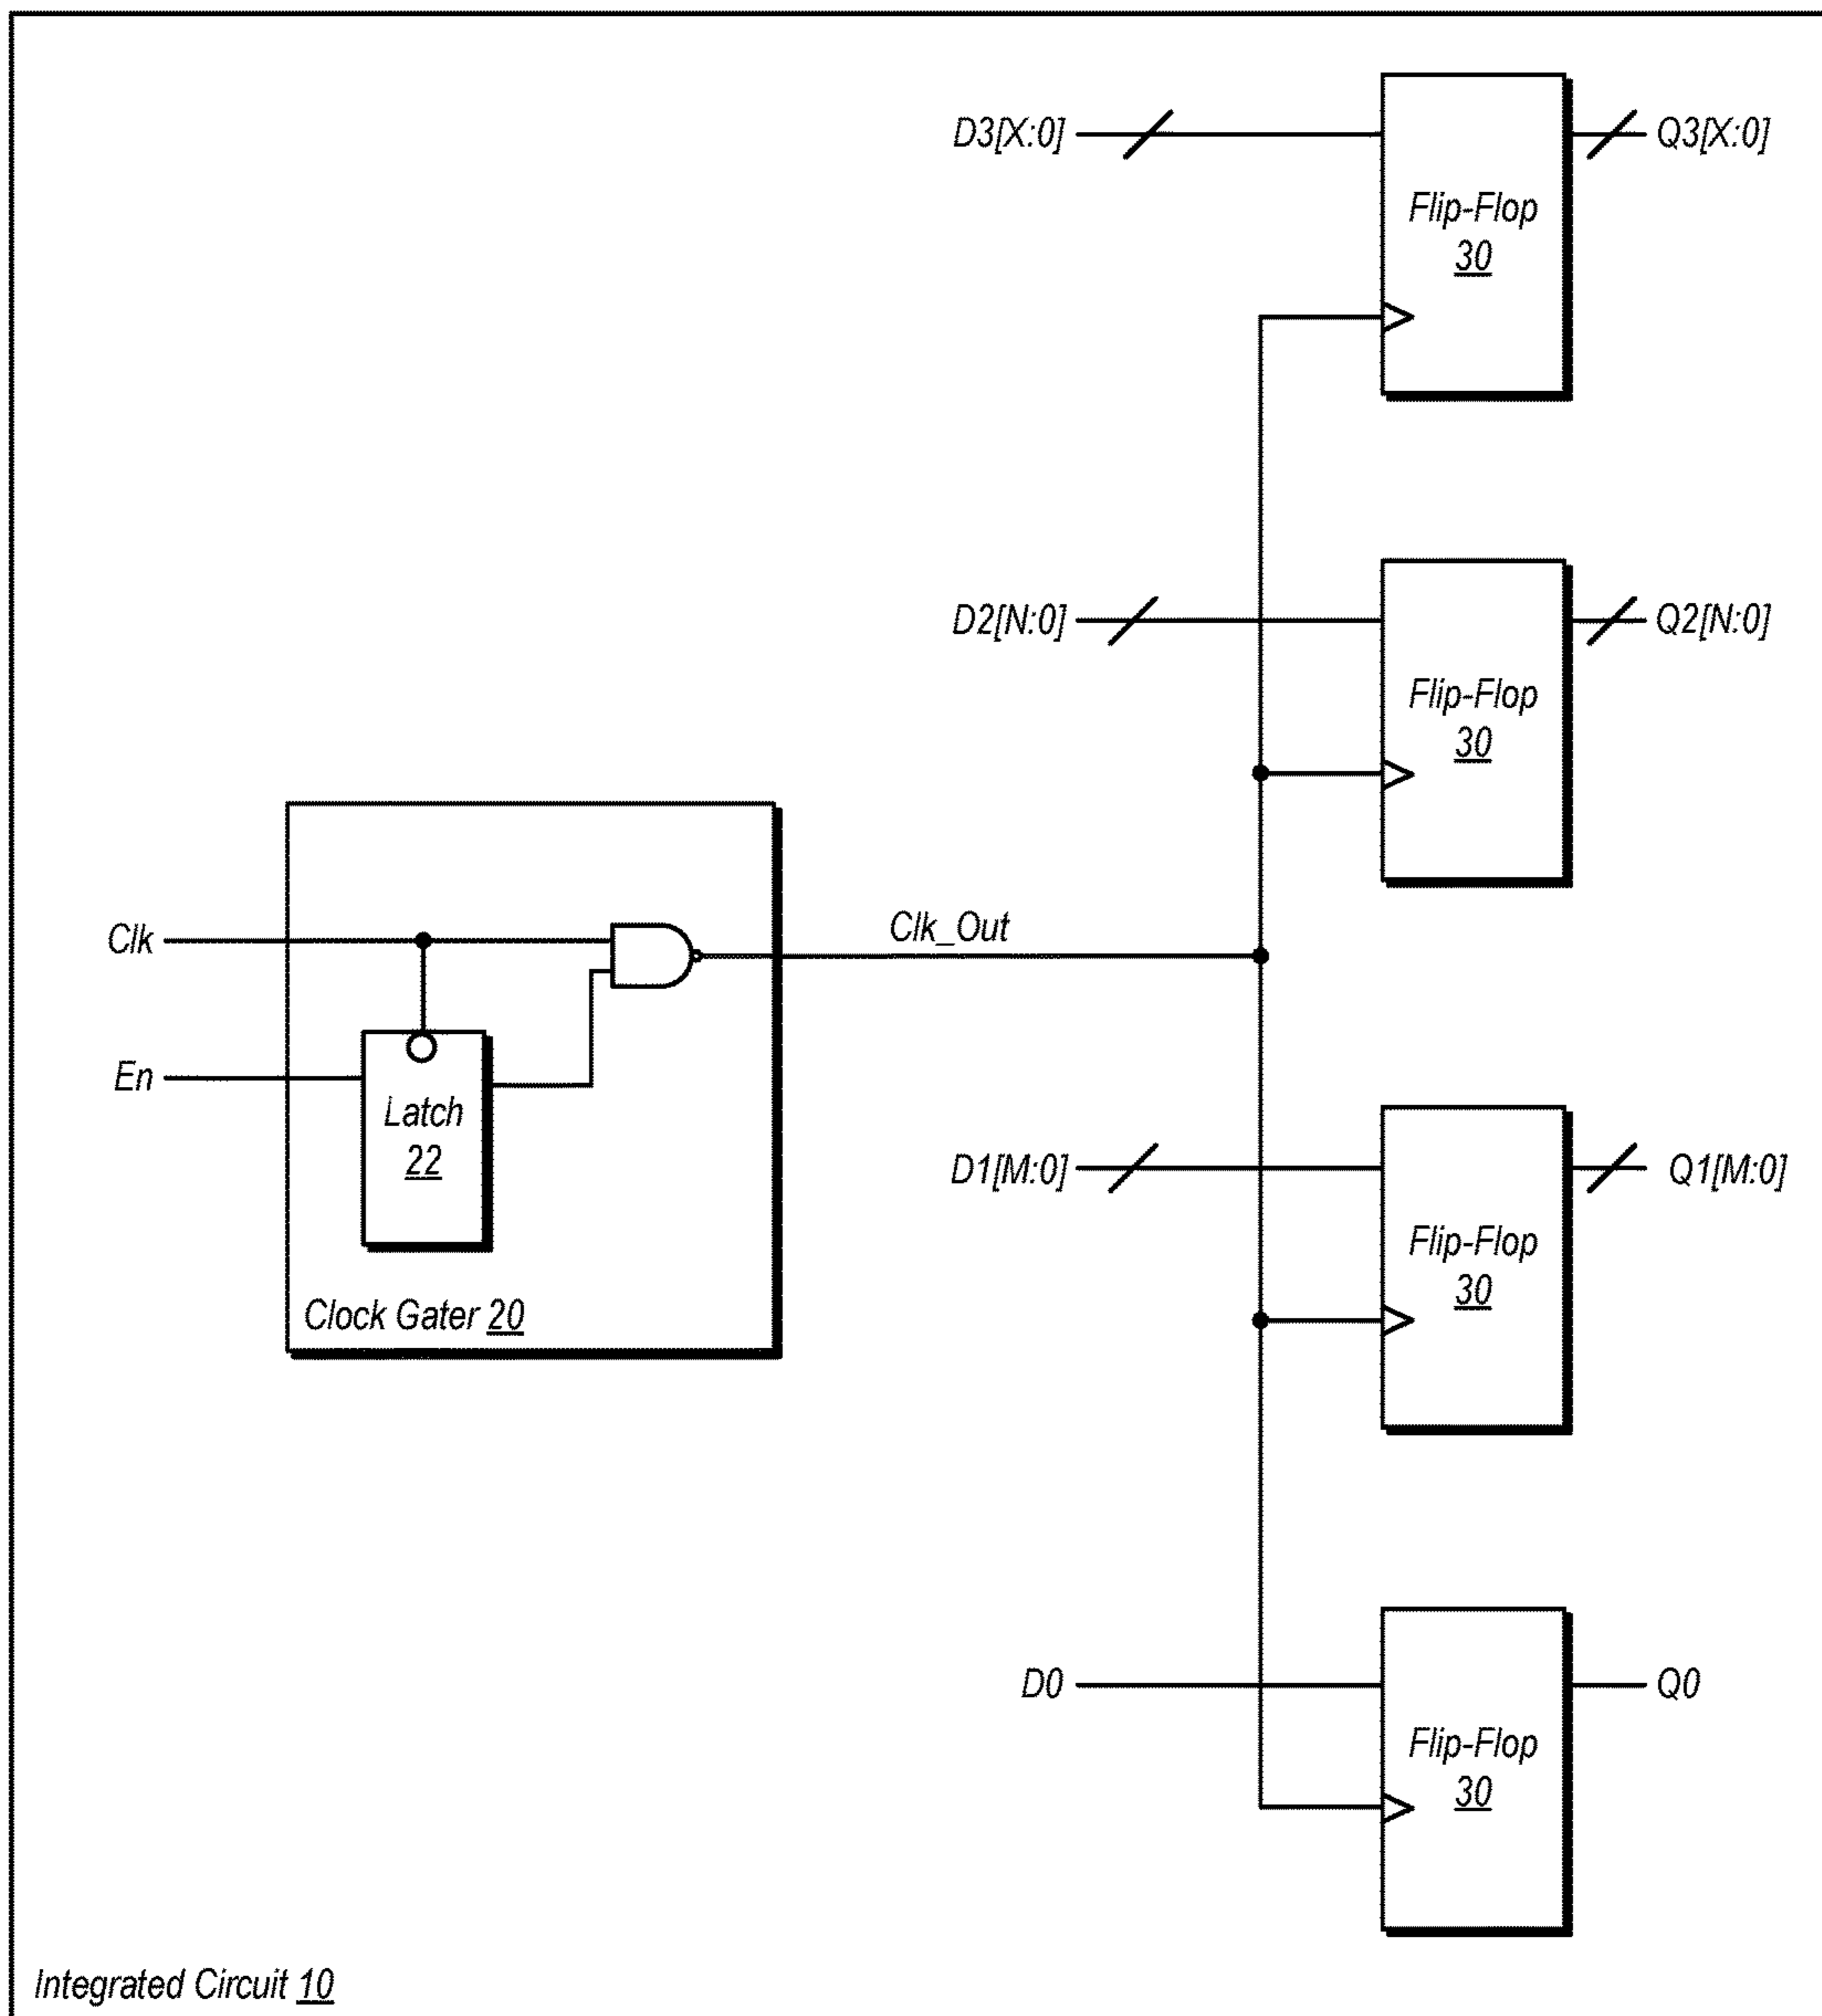 D3[X:0]
Q3[X:0]
Flip-Flop
30
D2[N:0]
Q2[N:0]
Flip-Flop
30
Clk
Clk_Out
En
Latch
22
Clock Gater 20
D1[M:0]
Q1[M:0]
Flip-Flop
30
D0
Q0
Flip-Flop
30
Integrated Circuit 10